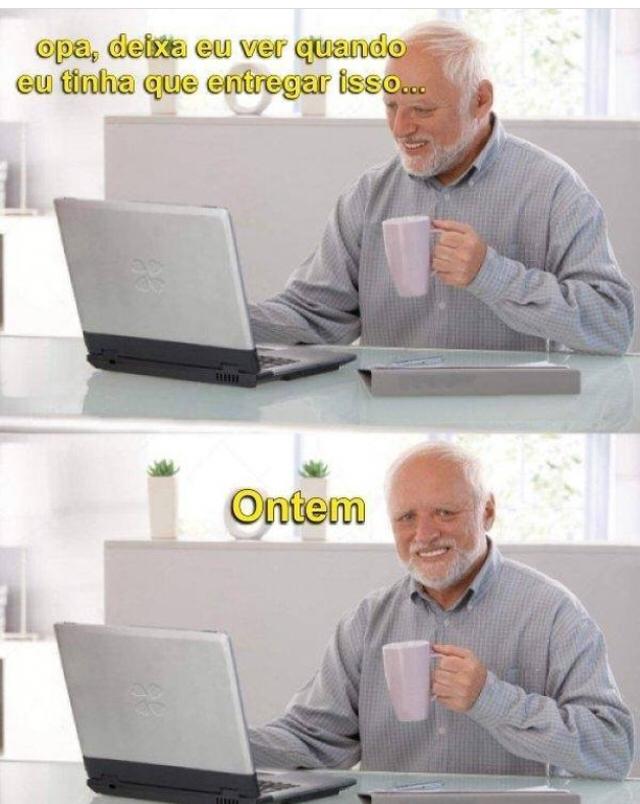 opa, deixa eu ver quando
eu tinha que entregar isso...
Ontem